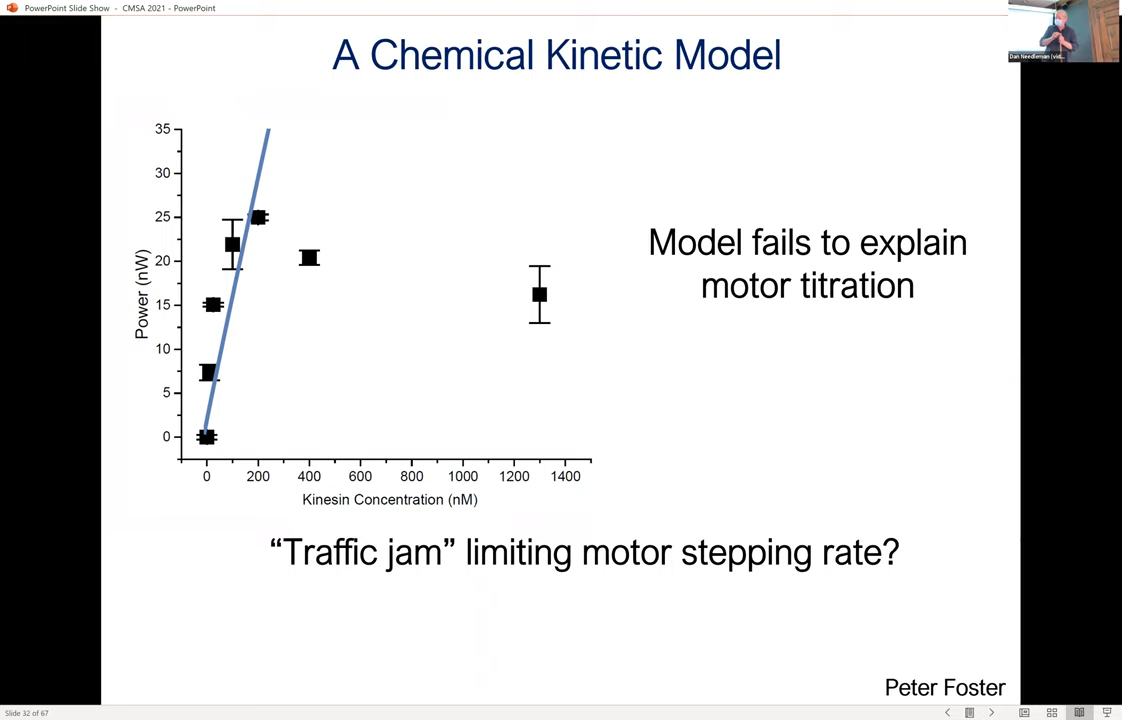 PowerPoint Slide Show - CMSA 2021 - PowerPoint
A Chemical Kinetic Model
35
30
25
20
15
10
5
0
Power (nW)
0 200 400 600 800 1000 1200 1400
Kinesin Concentration (nM)
Model fails to explain
motor titration
“Traffic jam” limiting motor stepping rate?
Peter Foster
Dan Needleman
Slide 32 of 67